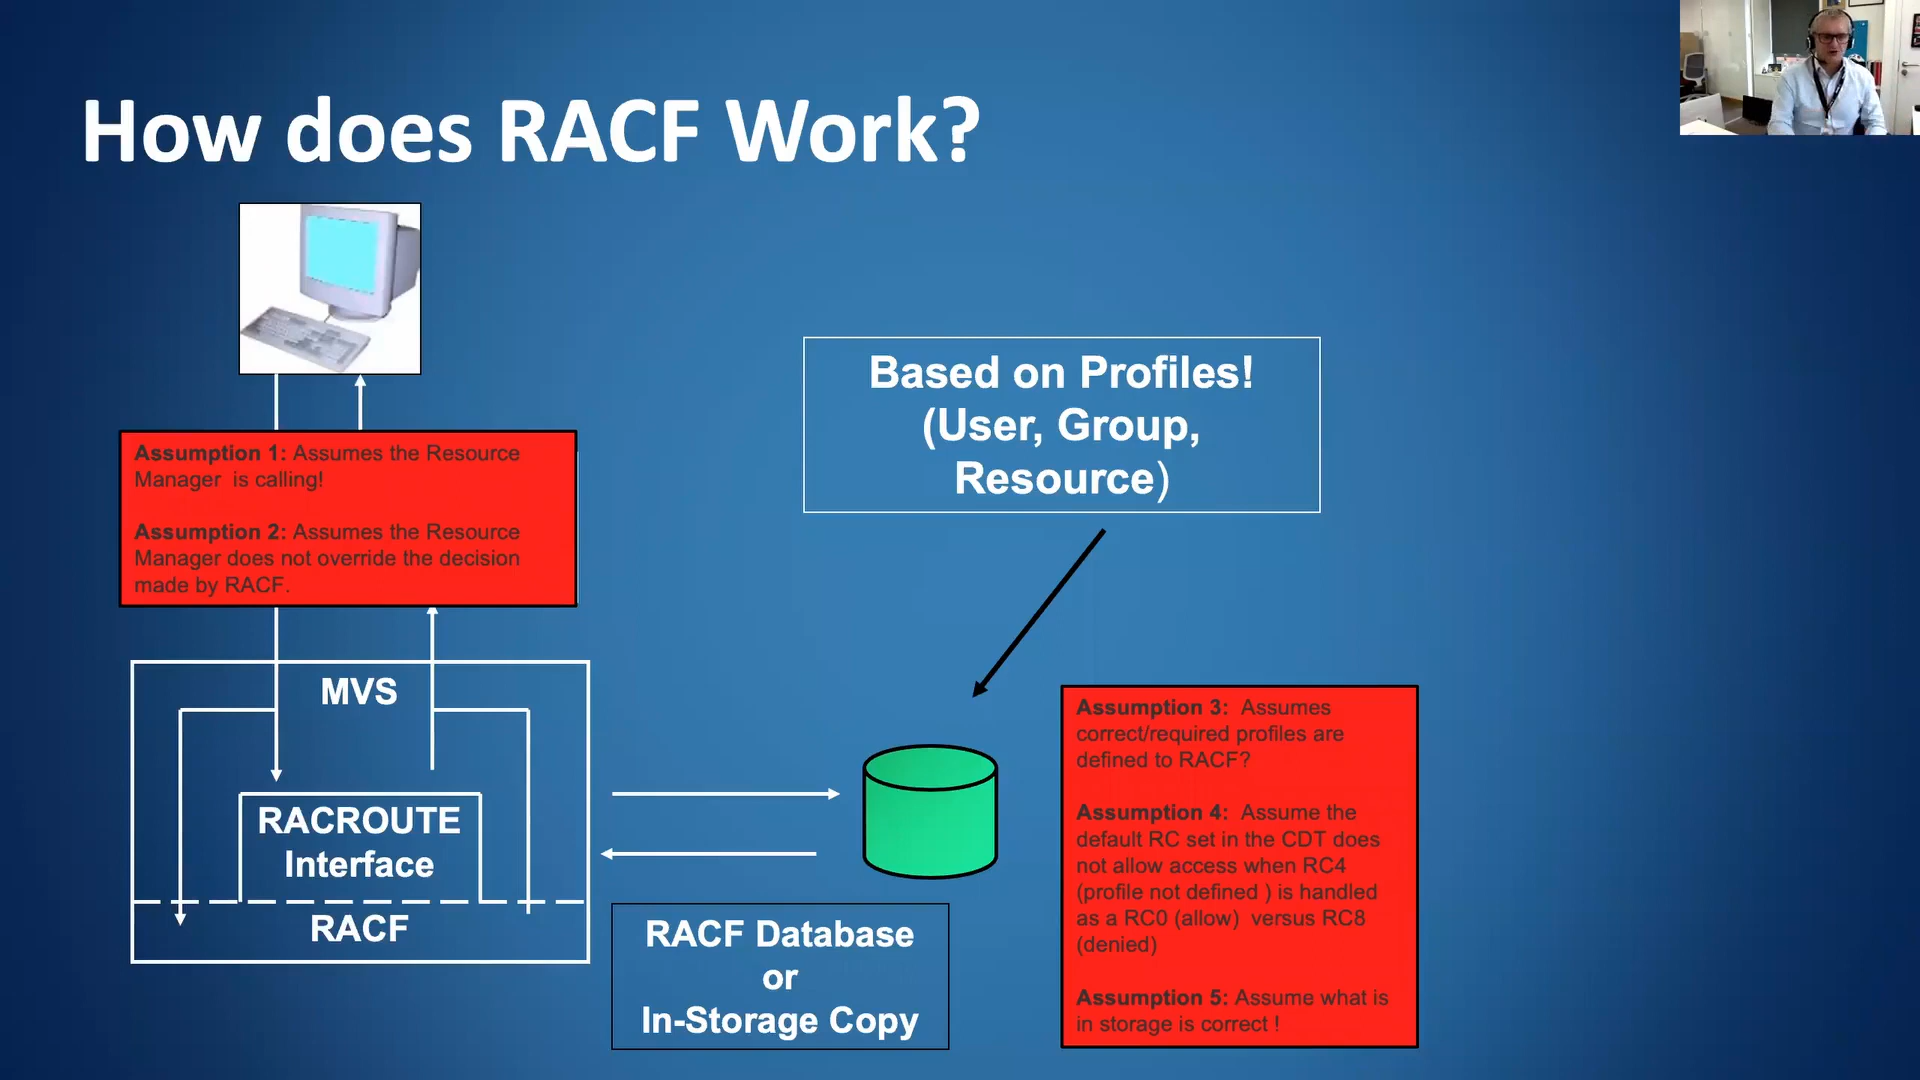 How does RACF Work?
Assumption 1: Assumes the Resource
Manager  is calling!
Assumption 2: Assumes the Resource
Manager does not override the decision
made by RACF.
Based on Profiles!
(User, Group,
Resource)
MVS
RACROUTE
Interface
RACF
RACF Database
or
In-Storage Copy
Assumption 3:  Assumes
correct/required profiles are
defined to RACF?
Assumption 4:  Assume the
default RC set in the CDT does
not allow access when RC4
(profile not defined ) is handled
as a RC0 (allow)  versus RC8
(denied)
Assumption 5: Assume what is
in storage is correct !